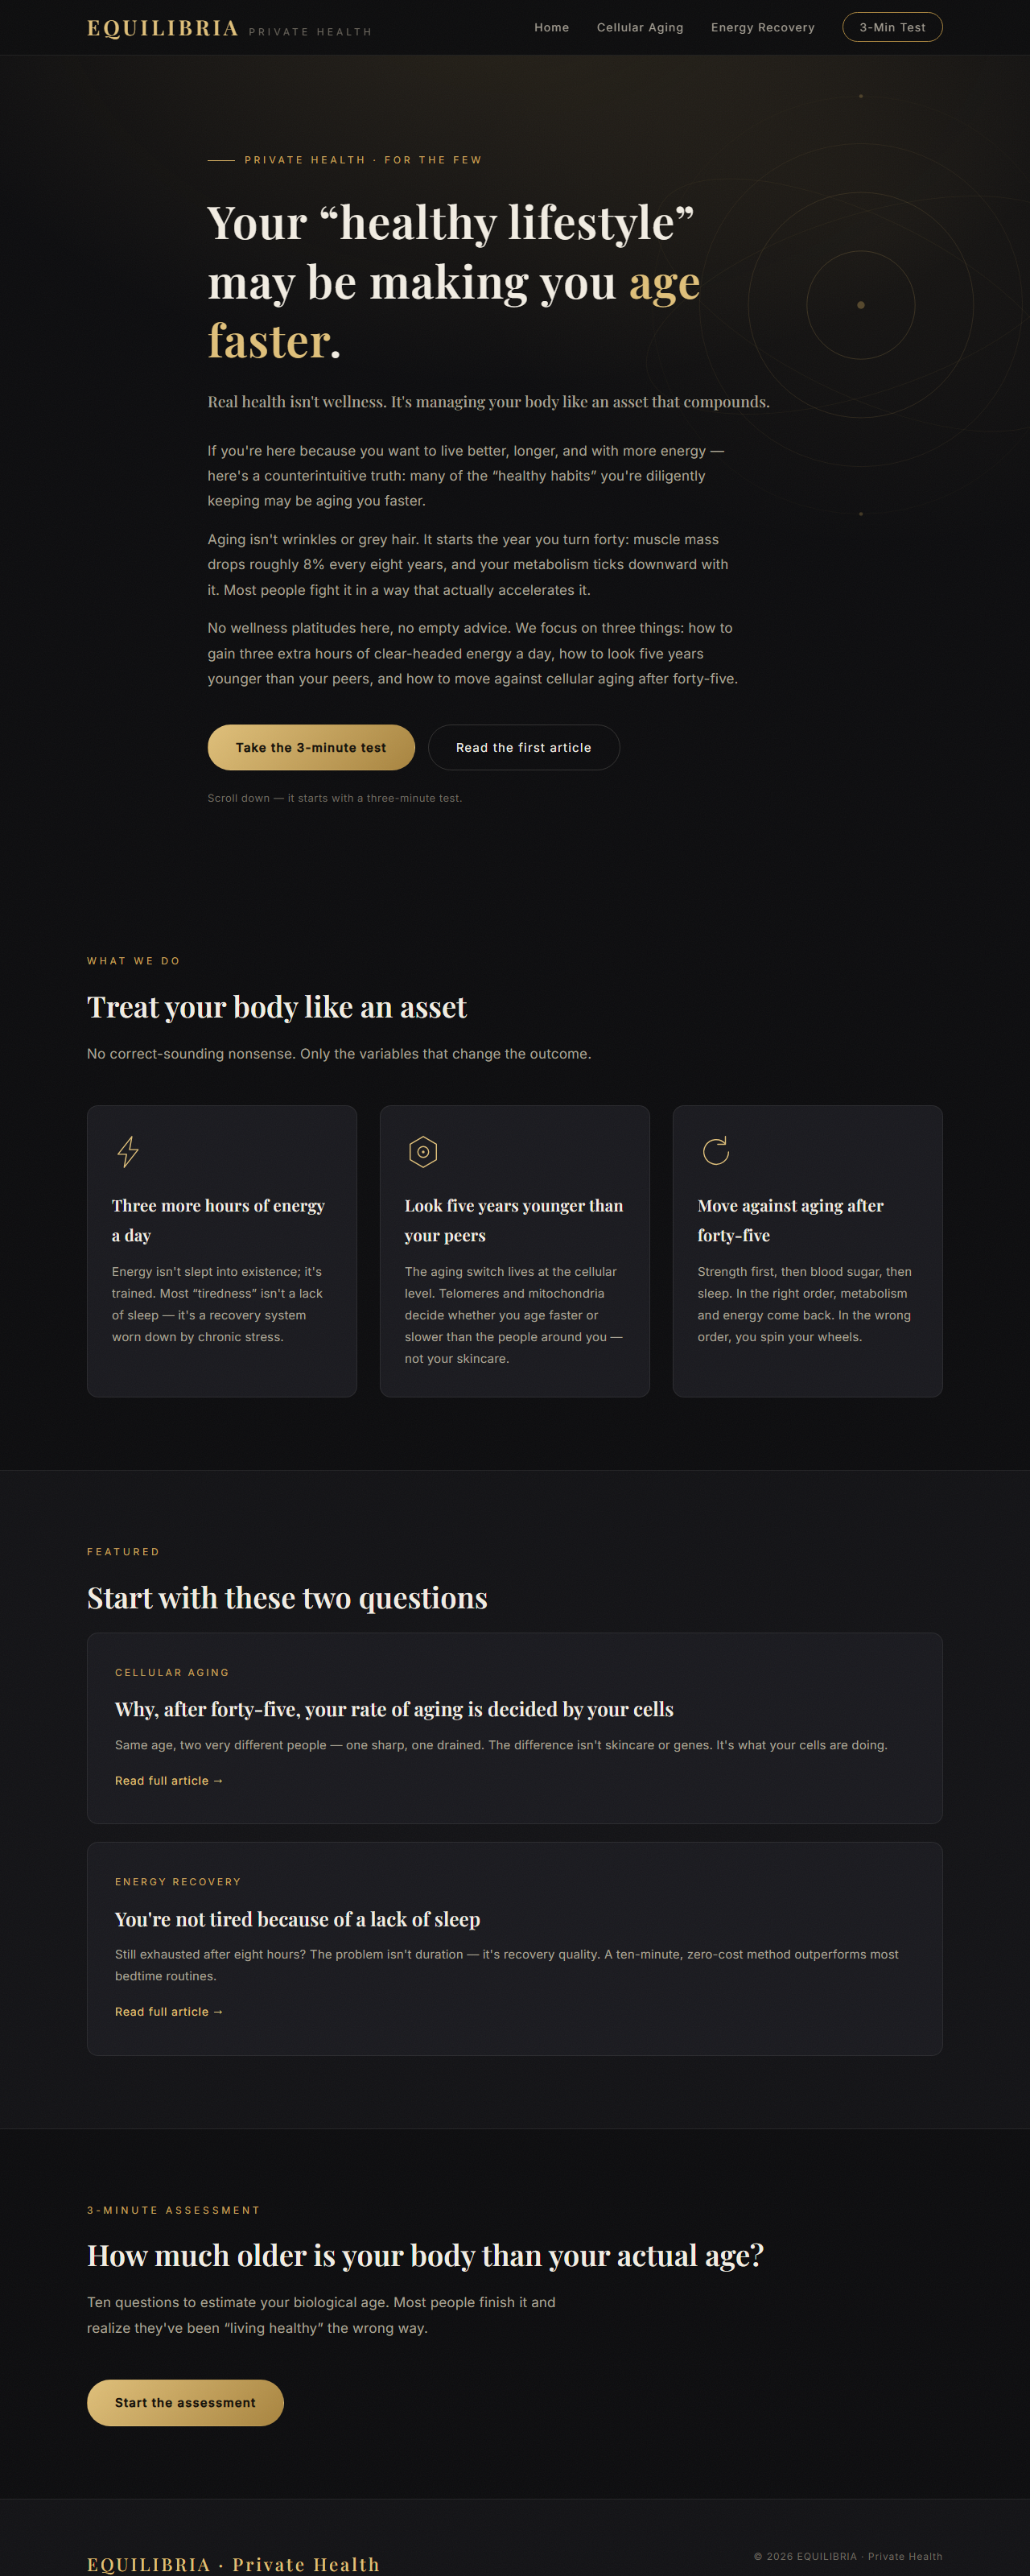 EQUILIBRIA PRIVATE HEALTH
Home
Cellular Aging
Energy Recovery
3-Min Test
PRIVATE HEALTH · FOR THE FEW
Your “healthy lifestyle”
may be making you age
faster.
Real health isn't wellness. It's managing your body like an asset that compounds.
If you're here because you want to live better, longer, and with more energy —
here's a counterintuitive truth: many of the “healthy habits” you're diligently
keeping may be aging you faster.
Aging isn't wrinkles or grey hair. It starts the year you turn forty: muscle mass
drops roughly 8% every eight years, and your metabolism ticks downward with
it. Most people fight it in a way that actually accelerates it.
No wellness platitudes here, no empty advice. We focus on three things: how to
gain three extra hours of clear-headed energy a day, how to look five years
younger than your peers, and how to move against cellular aging after forty-five.
Take the 3-minute test
Read the first article
Scroll down — it starts with a three-minute test.
WHAT WE DO
Treat your body like an asset
No correct-sounding nonsense. Only the variables that change the outcome.
Three more hours of energy
a day
Energy isn't slept into existence; it's
trained. Most “tiredness” isn't a lack
of sleep — it's a recovery system
worn down by chronic stress.
Look five years younger than
your peers
The aging switch lives at the cellular
level. Telomeres and mitochondria
decide whether you age faster or
slower than the people around you —
not your skincare.
Move against aging after
forty-five
Strength first, then blood sugar, then
sleep. In the right order, metabolism
and energy come back. In the wrong
order, you spin your wheels.
FEATURED
Start with these two questions
CELLULAR AGING
Why, after forty-five, your rate of aging is decided by your cells
Same age, two very different people — one sharp, one drained. The difference isn't skincare or genes. It's what your cells are doing.
Read full article →
ENERGY RECOVERY
You're not tired because of a lack of sleep
Still exhausted after eight hours? The problem isn't duration — it's recovery quality. A ten-minute, zero-cost method outperforms most
bedtime routines.
Read full article →
3-MINUTE ASSESSMENT
How much older is your body than your actual age?
Ten questions to estimate your biological age. Most people finish it and
realize they've been “living healthy” the wrong way.
Start the assessment
EQUILIBRIA · Private Health
© 2026 EQUILIBRIA · Private Health